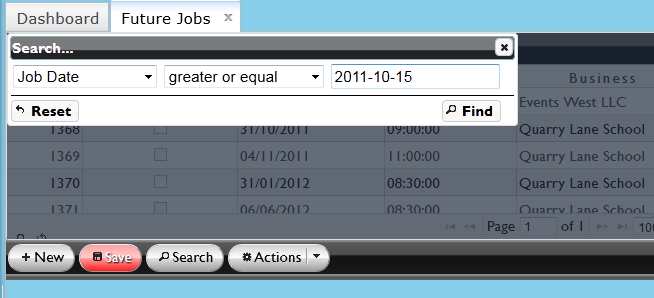 Dashboard Future Jobs x
Search...
Job Date greater or equal 2011-10-15
Reset Find
Business
Events West LLC
1368 31/10/2011 09:00:00 Quarry Lane School
1369 04/11/2011 11:00:00 Quarry Lane School
1370 31/01/2012 08:30:00 Quarry Lane School
1371 06/06/2012 08:30:00 Quarry Lane School
Page 1 of 1 100
+ New Save Search Actions